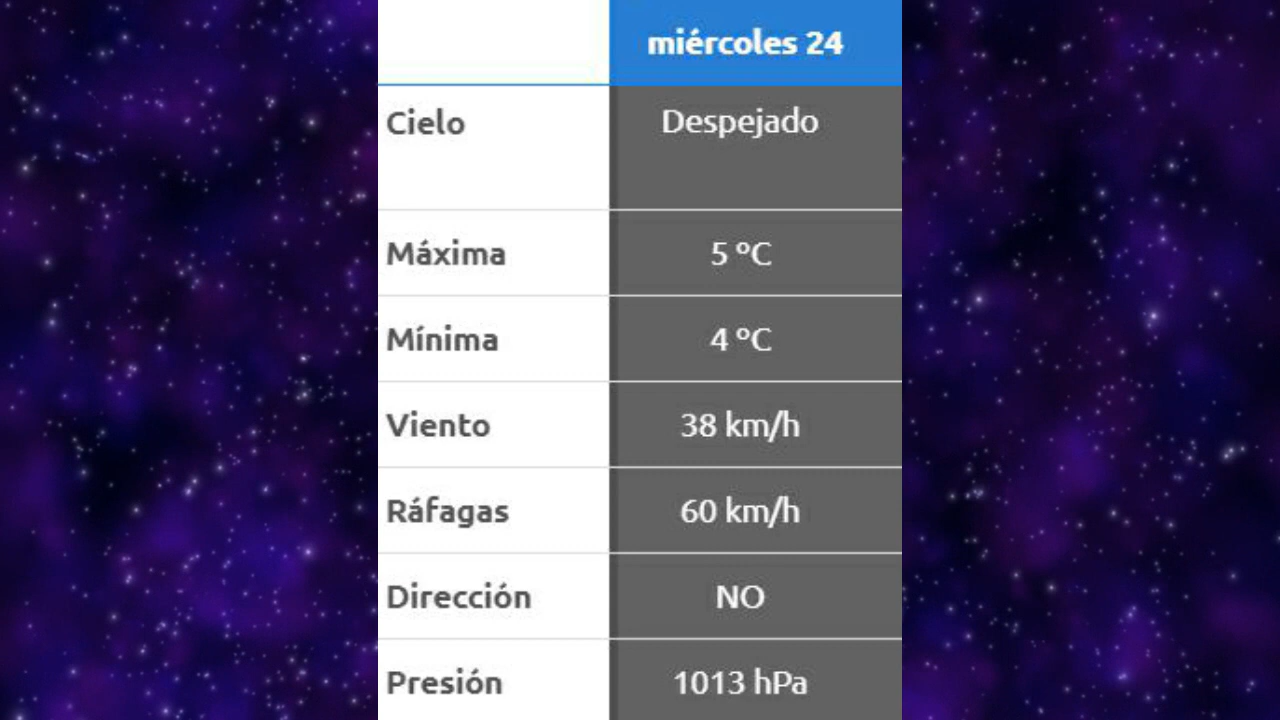 miércoles 24
Cielo Despejado
Máxima 5 ºC
Mínima 4 ºC
Viento 38 km/h
Ráfagas 60 km/h
Dirección NO
Presión 1013 hPa